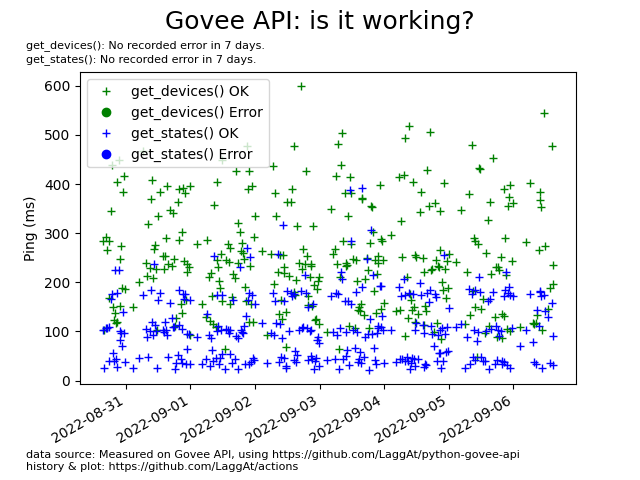 Govee API: is it working?
get_devices(): No recorded error in 7 days.
get_states(): No recorded error in 7 days.
get_devices() OK
get_devices() Error
get_states() OK
get_states() Error
Ping (ms)
600
500
400
300
200
100
0
2022-08-31
2022-09-01
2022-09-02
2022-09-03
2022-09-04
2022-09-05
2022-09-06
data source: Measured on Govee API, using https://github.com/LaggAt/python-govee-api
history & plot: https://github.com/LaggAt/actions